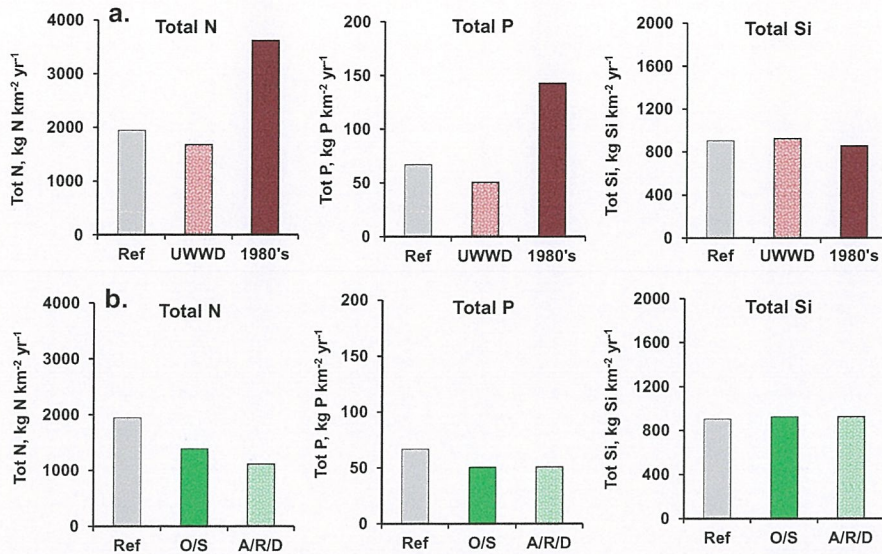 a.
Total N
Tot N, kg N km⁻² yr⁻¹
4000
3000
2000
1000
0
Ref UWWD 1980's
Total P
Tot P, kg P km⁻² yr⁻¹
200
150
100
50
0
Ref UWWD 1980's
Total Si
Tot Si, kg Si km⁻² yr⁻¹
2000
1600
1200
800
400
0
Ref UWWD 1980's
b.
Total N
Tot N, kg N km⁻² yr⁻¹
4000
3000
2000
1000
0
Ref O/S A/R/D
Total P
Tot P, kg P km⁻² yr⁻¹
200
150
100
50
0
Ref O/S A/R/D
Total Si
Tot Si, kg Si km⁻² yr⁻¹
2000
1600
1200
800
400
0
Ref O/S A/R/D